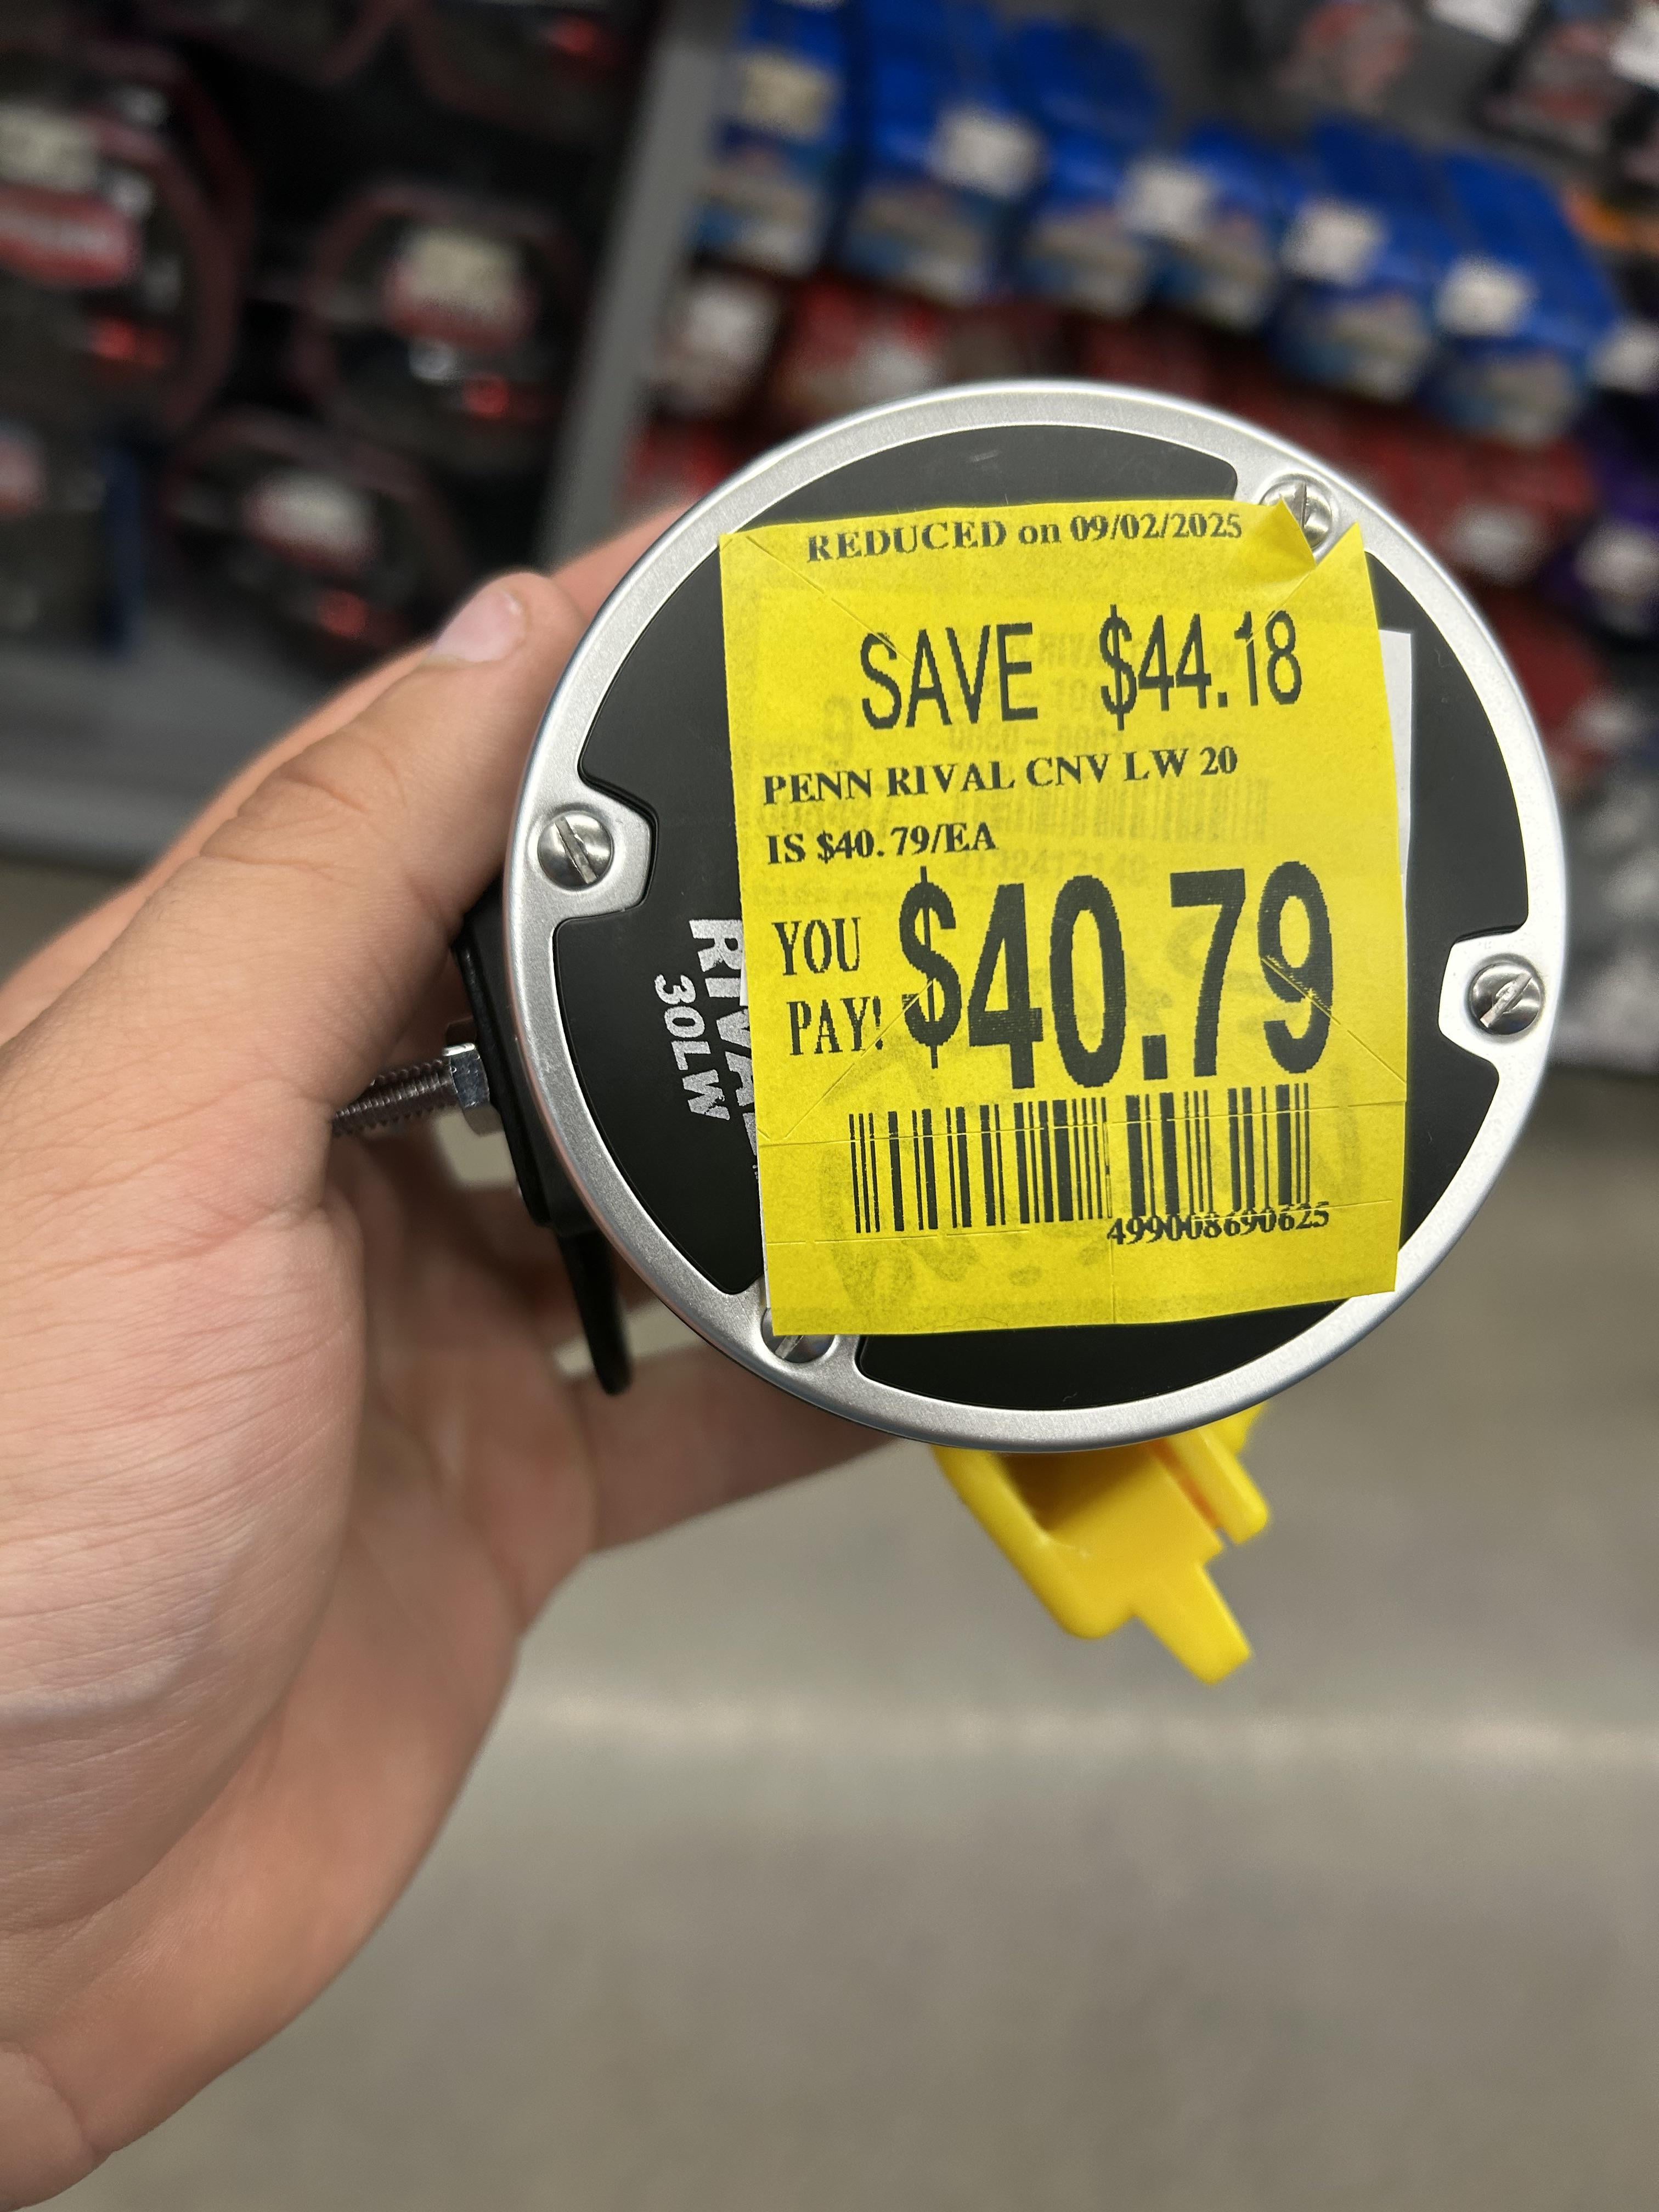 REDUCED on 09/02/2025
SAVE $44.18
PENN RIVAL CNV LW 20
IS $40.79/EA
YOU PAY! $40.79
499008690625
RIVAL
30LW